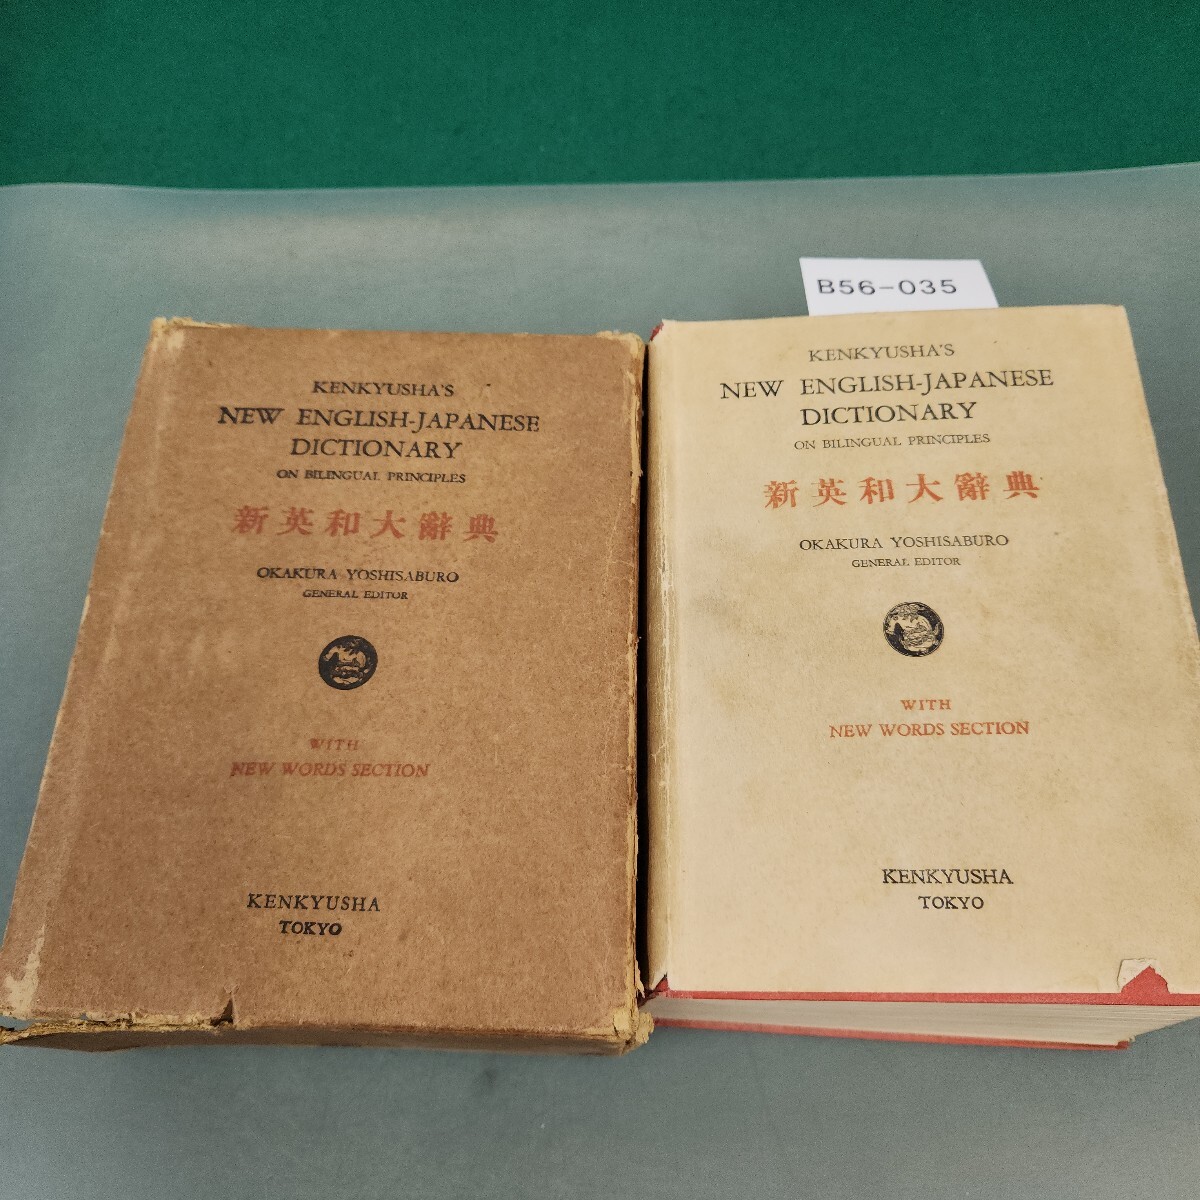 KENKYUSHA'S
NEW ENGLISH-JAPANESE
DICTIONARY
ON BILINGUAL PRINCIPLES
新英和大辭典
OKAKURA YOSHISABURO
GENERAL EDITOR
WITH
NEW WORDS SECTION
KENKYUSHA
TOKYO
B56-035
KENKYUSHA'S
NEW ENGLISH-JAPANESE
DICTIONARY
ON BILINGUAL PRINCIPLES
新英和大辭典
OKAKURA YOSHISABURO
GENERAL EDITOR
WITH
NEW WORDS SECTION
KENKYUSHA
TOKYO